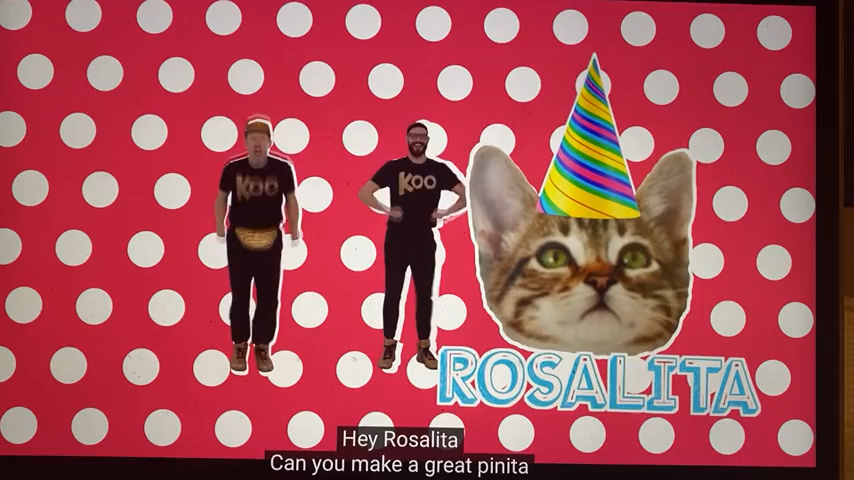 KOO
KOO
ROSALITA
Hey Rosalita
Can you make a great pinita